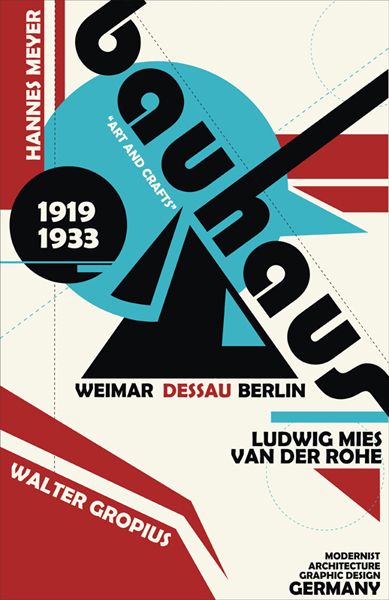 HANNES MEYER
bauhaus
"ART AND CRAFTS"
1919
1933
WEIMAR DESSAU BERLIN
LUDWIG MIES
VAN DER ROHE
WALTER GROPIUS
MODERNIST
ARCHITECTURE
GRAPHIC DESIGN
GERMANY